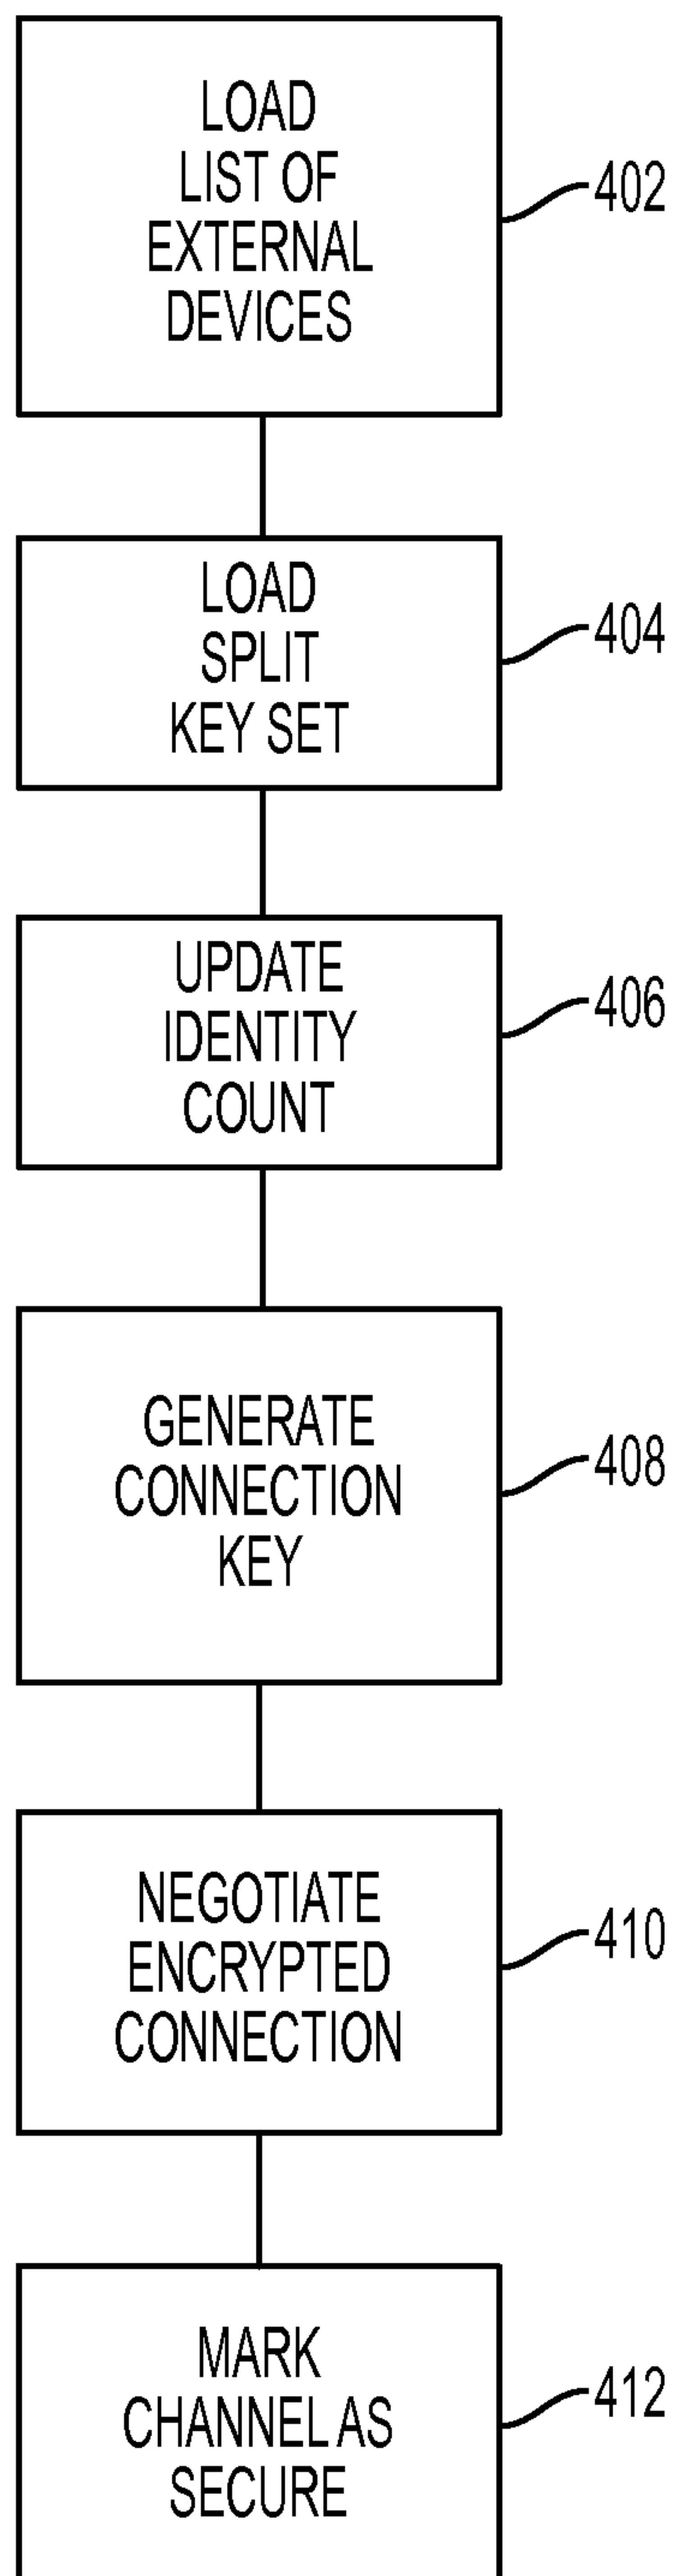 LOAD
LIST OF
EXTERNAL
DEVICES
402
LOAD
SPLIT
KEY SET
404
UPDATE
IDENTITY
COUNT
406
GENERATE
CONNECTION
KEY
408
NEGOTIATE
ENCRYPTED
CONNECTION
410
MARK
CHANNEL AS
SECURE
412